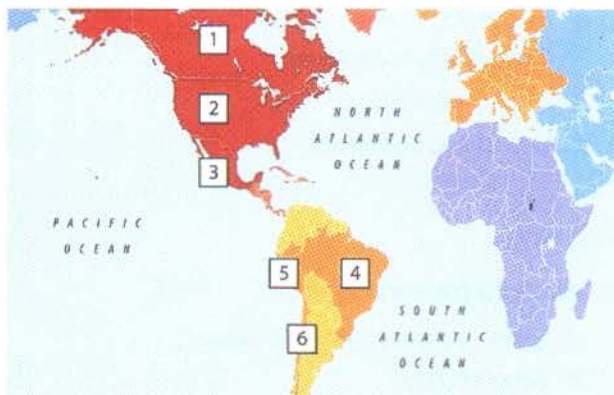 1
2
NORTH
ATLANTIC
OCEAN
3
PACIFIC
OCEAN
5
4
SOUTH
ATLANTIC
OCEAN
6